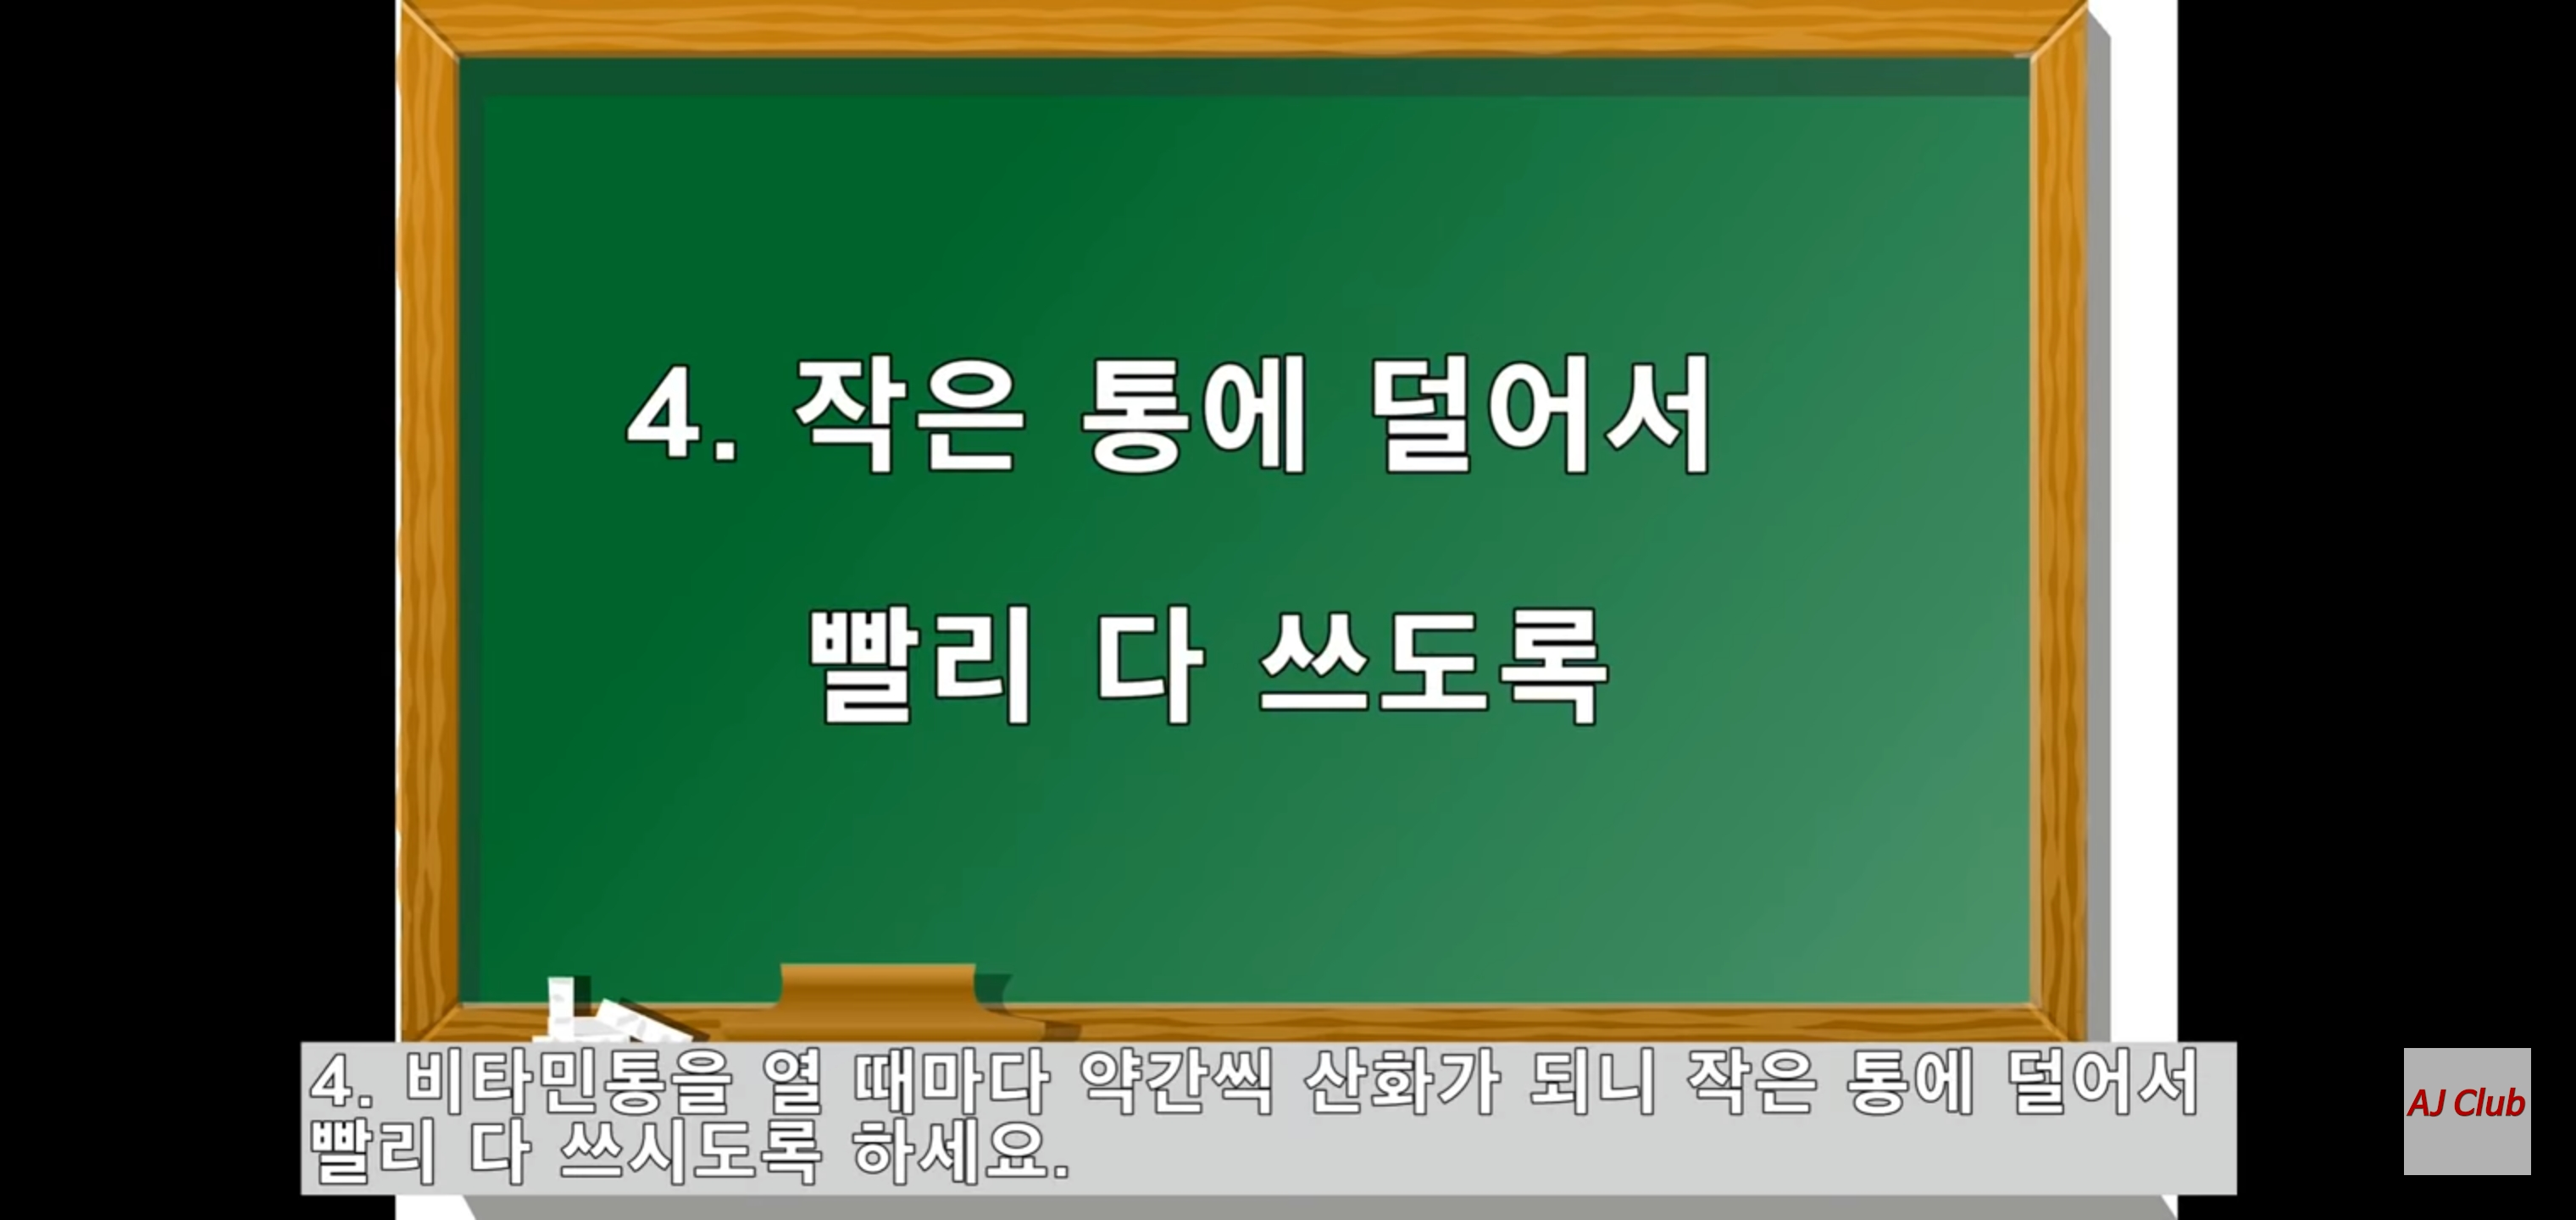 4. 작은 통에 덜어서
빨리 다 쓰도록
4. 비타민통을 열 때마다 약간씩 산화가 되니 작은 통에 덜어서
빨리 다 쓰시도록 하세요.
AJ Club